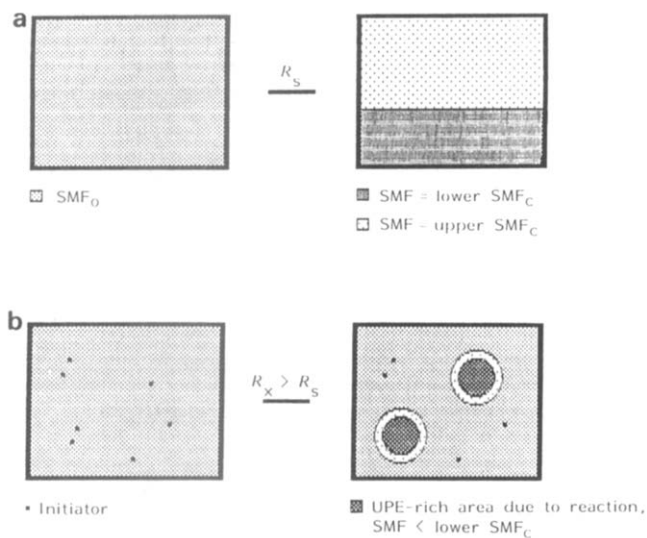 a
R_s
SMF_O
SMF = lower SMF_C
SMF - upper SMF_C
b
R_x > R_s
• Initiator
UPE-rich area due to reaction,
SMF < lower SMF_C